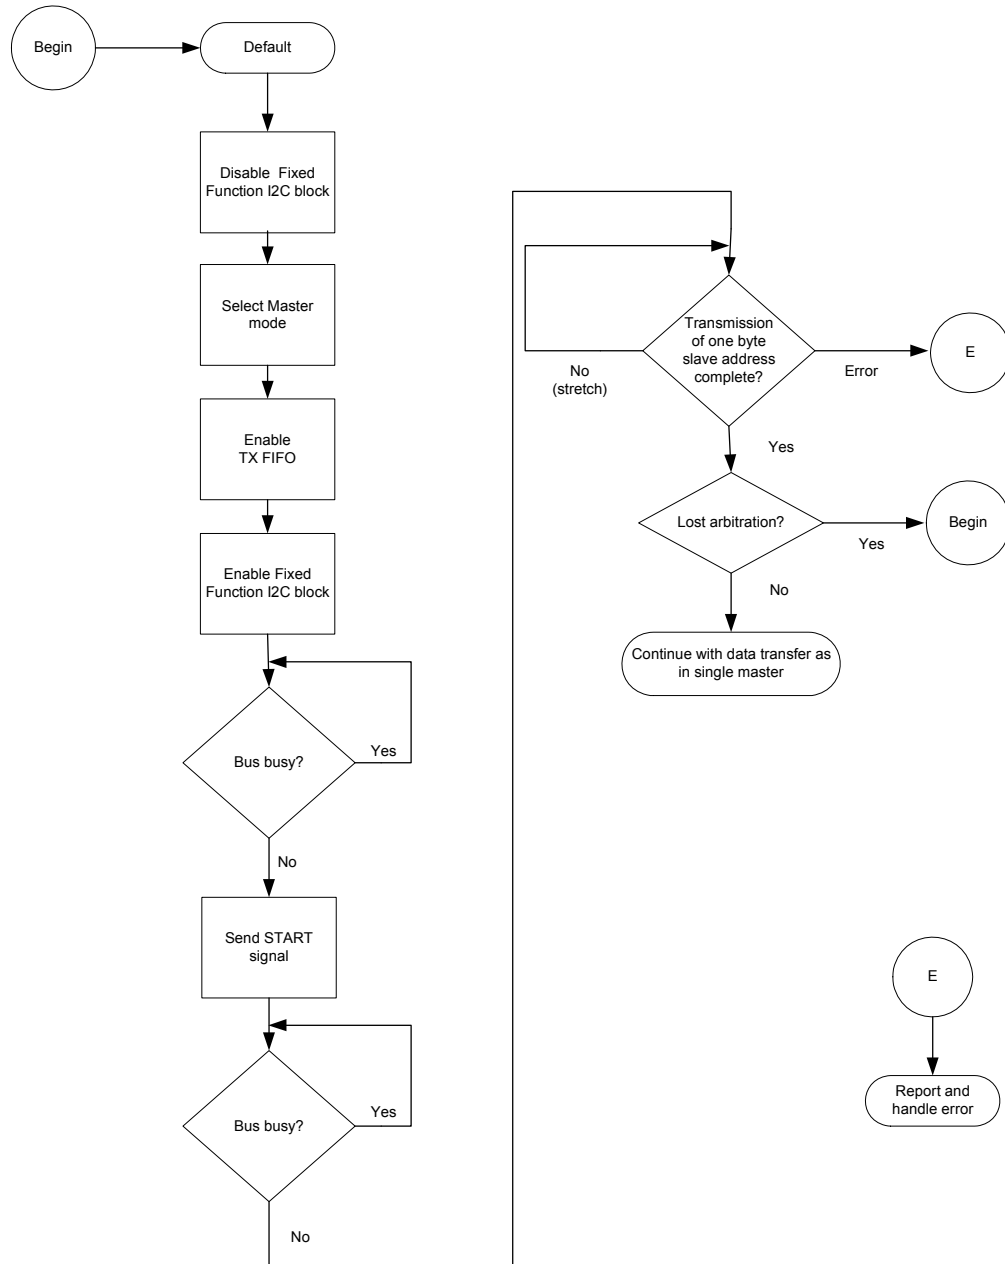 Begin
Default
Disable Fixed
Function I2C block
Select Master
mode
Enable
TX FIFO
Enable Fixed
Function I2C block
Bus busy?
Yes
No
Send START
signal
Bus busy?
Yes
No
Transmission
of one byte
slave address
complete?
No
(stretch)
Error
E
Yes
Lost arbitration?
Yes
Begin
No
Continue with data transfer as
in single master
E
Report and
handle error